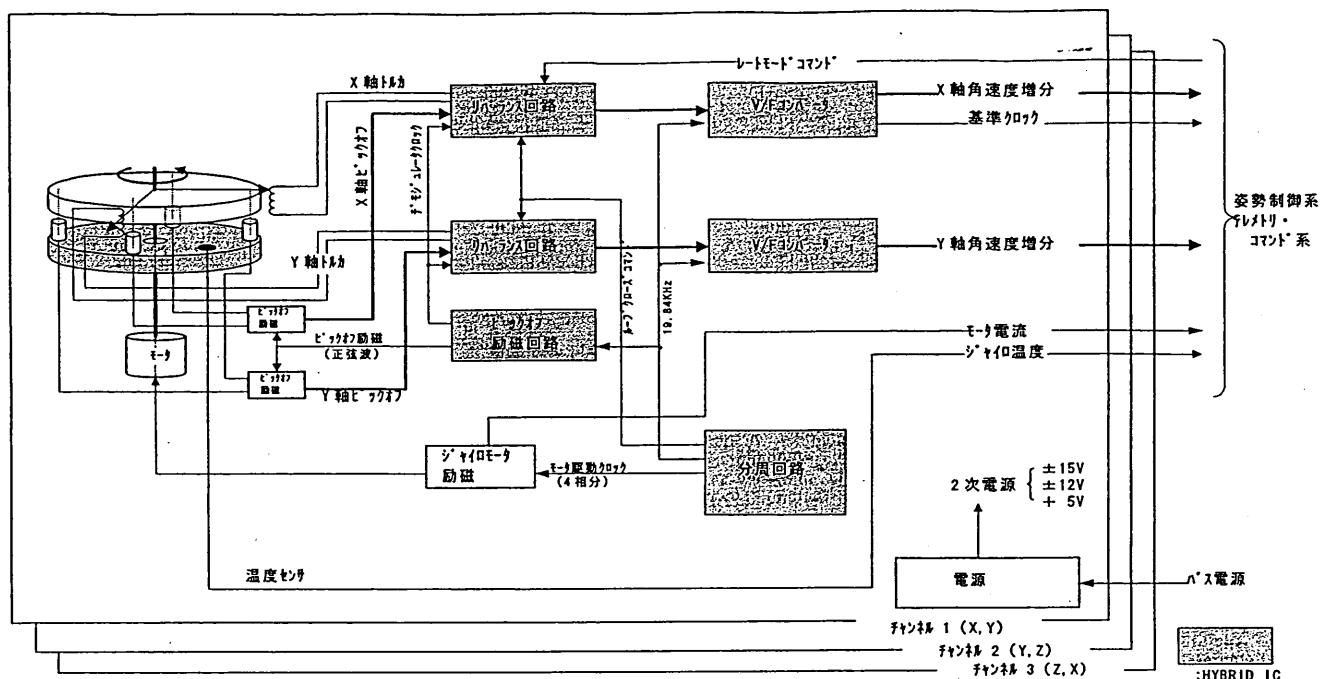 レートモードコマンド
X 軸トルカ
リバランス回路
V/Fコンバータ
X 軸角速度増分
基準クロック
X 軸ピックオフ
デモジュレータクロック
姿勢制御系
テレメトリ・
コマンド系
リバランス回路
V/Fコンバータ
Y 軸角速度増分
Y 軸トルカ
ループクローズコマンド
19.84KHz
ピックオフ
励磁
ピックオフ励磁
(正弦波)
ピックオフ
励磁回路
モータ電流
ジャイロ温度
モータ
ピックオフ
励磁
Y 軸ピックオフ
ジャイロモータ
励磁
モータ駆動クロック
(4相分)
分周回路
2次電源
±15V
±12V
+ 5V
温度センサ
電源
バス電源
チャンネル 1 (X,Y)
チャンネル 2 (Y,Z)
チャンネル 3 (Z,X)
:HYBRID IC